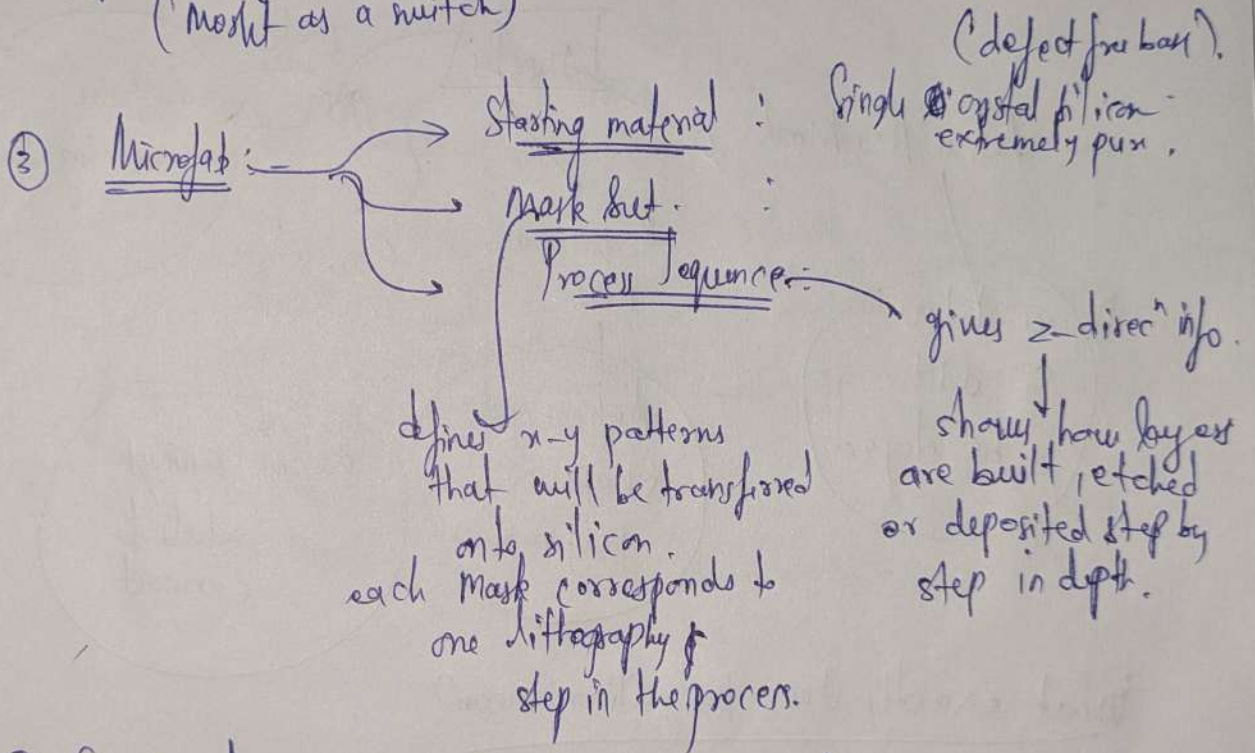 (Mosfet as a switch)
(defect free base).
③ Microfab :-
Starting material : Single crystal silicon
extremely pure.
Mask Set. :
Process Sequence :-
gives z-direcⁿ info.
defines x-y patterns
that will be transferred
onto silicon.
each Mask corresponds to
one lithography
step in the process.
shows how layers
are built, etched
or deposited step by
step in depth.